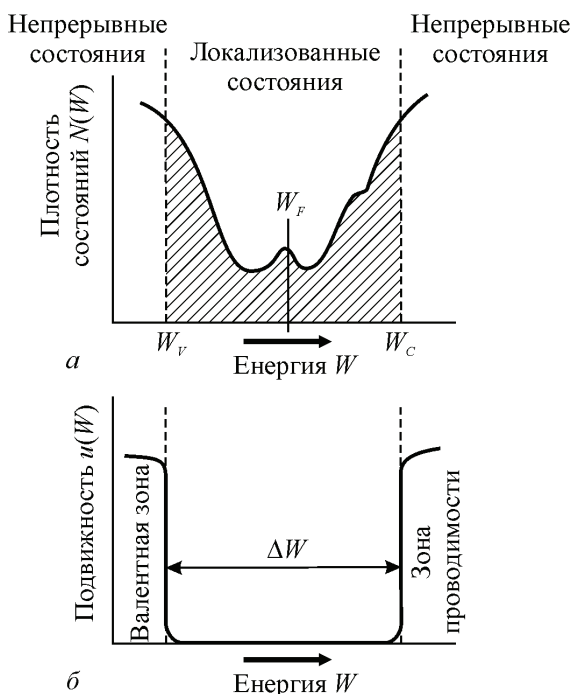 Непрерывные
состояния
Локализованные
состояния
Непрерывные
состояния
Плотность
состояний N(W)
W_F
W_V
W_C
а
Енергия W
Подвижность u(W)
Валентная зона
ΔW
Зона
проводимости
б
Енергия W